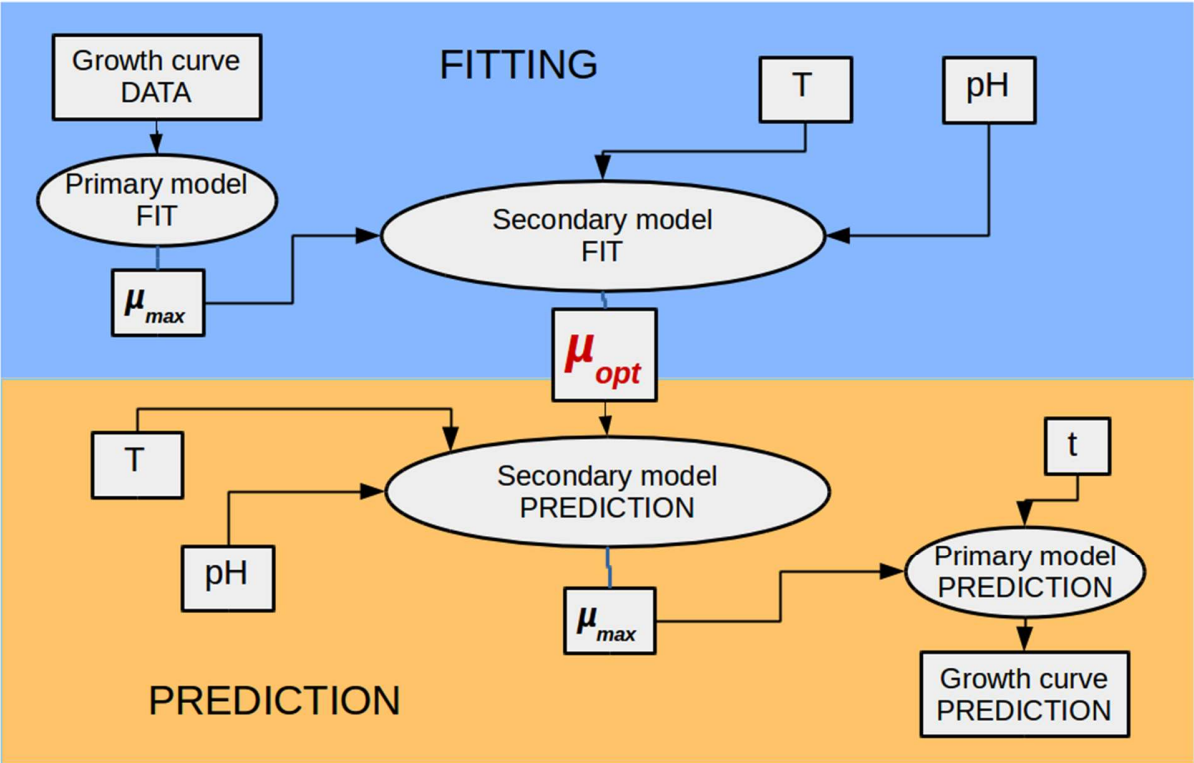 Growth curve
DATA
FITTING
T
pH
Primary model
FIT
Secondary model
FIT
μmax
μopt
T
Secondary model
PREDICTION
t
pH
Primary model
PREDICTION
μmax
Growth curve
PREDICTION
PREDICTION